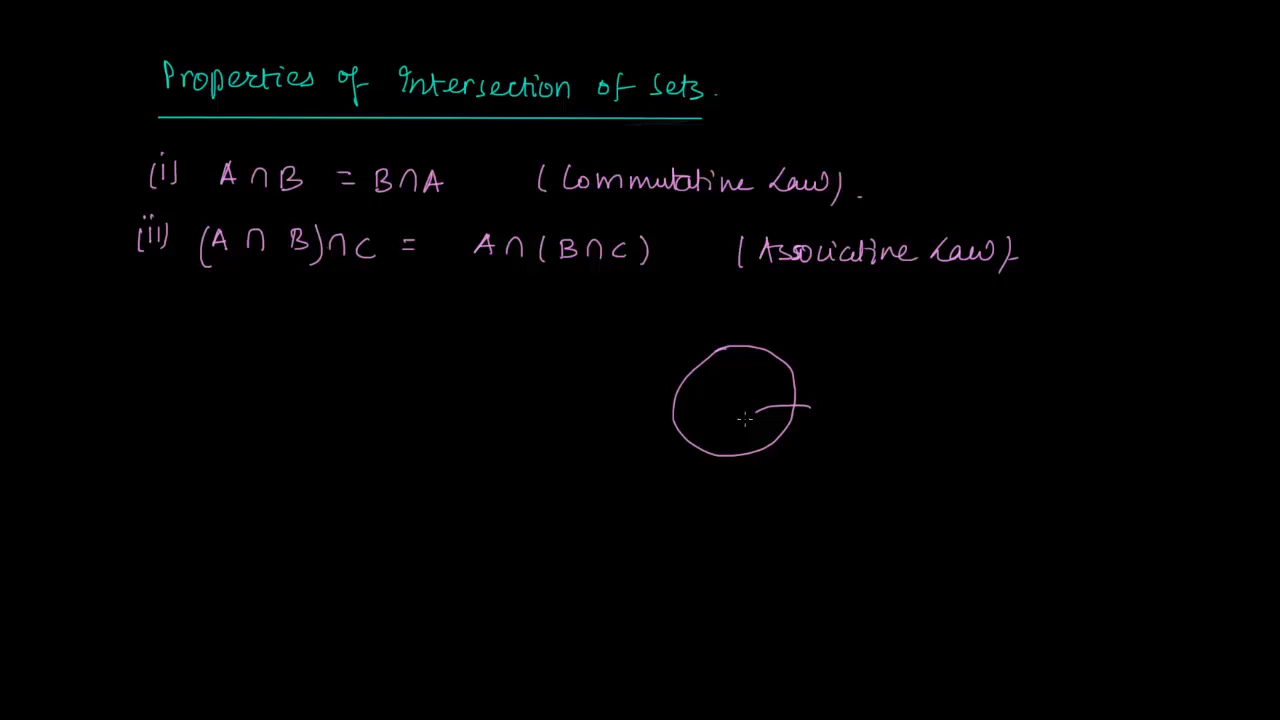 Properties of Intersection of Sets.
(i) A ∩ B = B ∩ A (Commutative Law).
(ii) (A ∩ B) ∩ C = A ∩ (B ∩ C) (Associative Law)